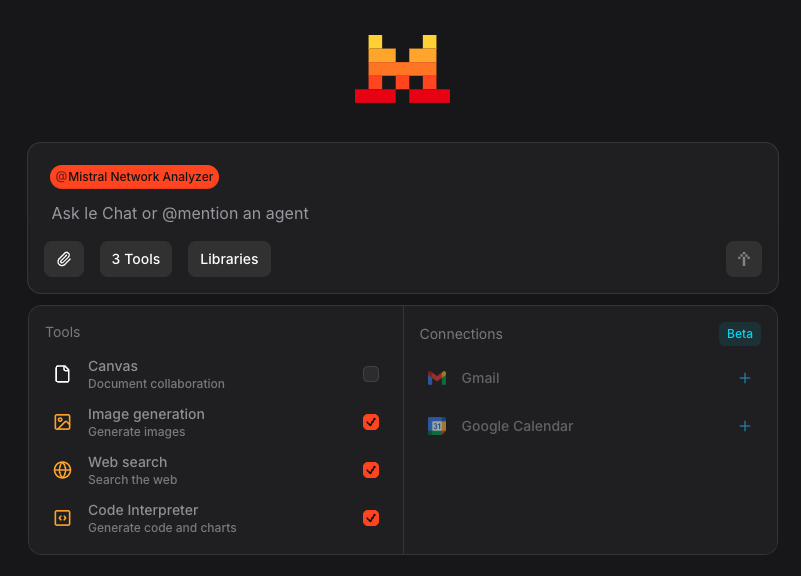 @Mistral Network Analyzer
Ask le Chat or @mention an agent
3 Tools
Libraries
Tools
Canvas
Document collaboration
Image generation
Generate images
Web search
Search the web
Code Interpreter
Generate code and charts
Connections
Beta
Gmail
31
Google Calendar